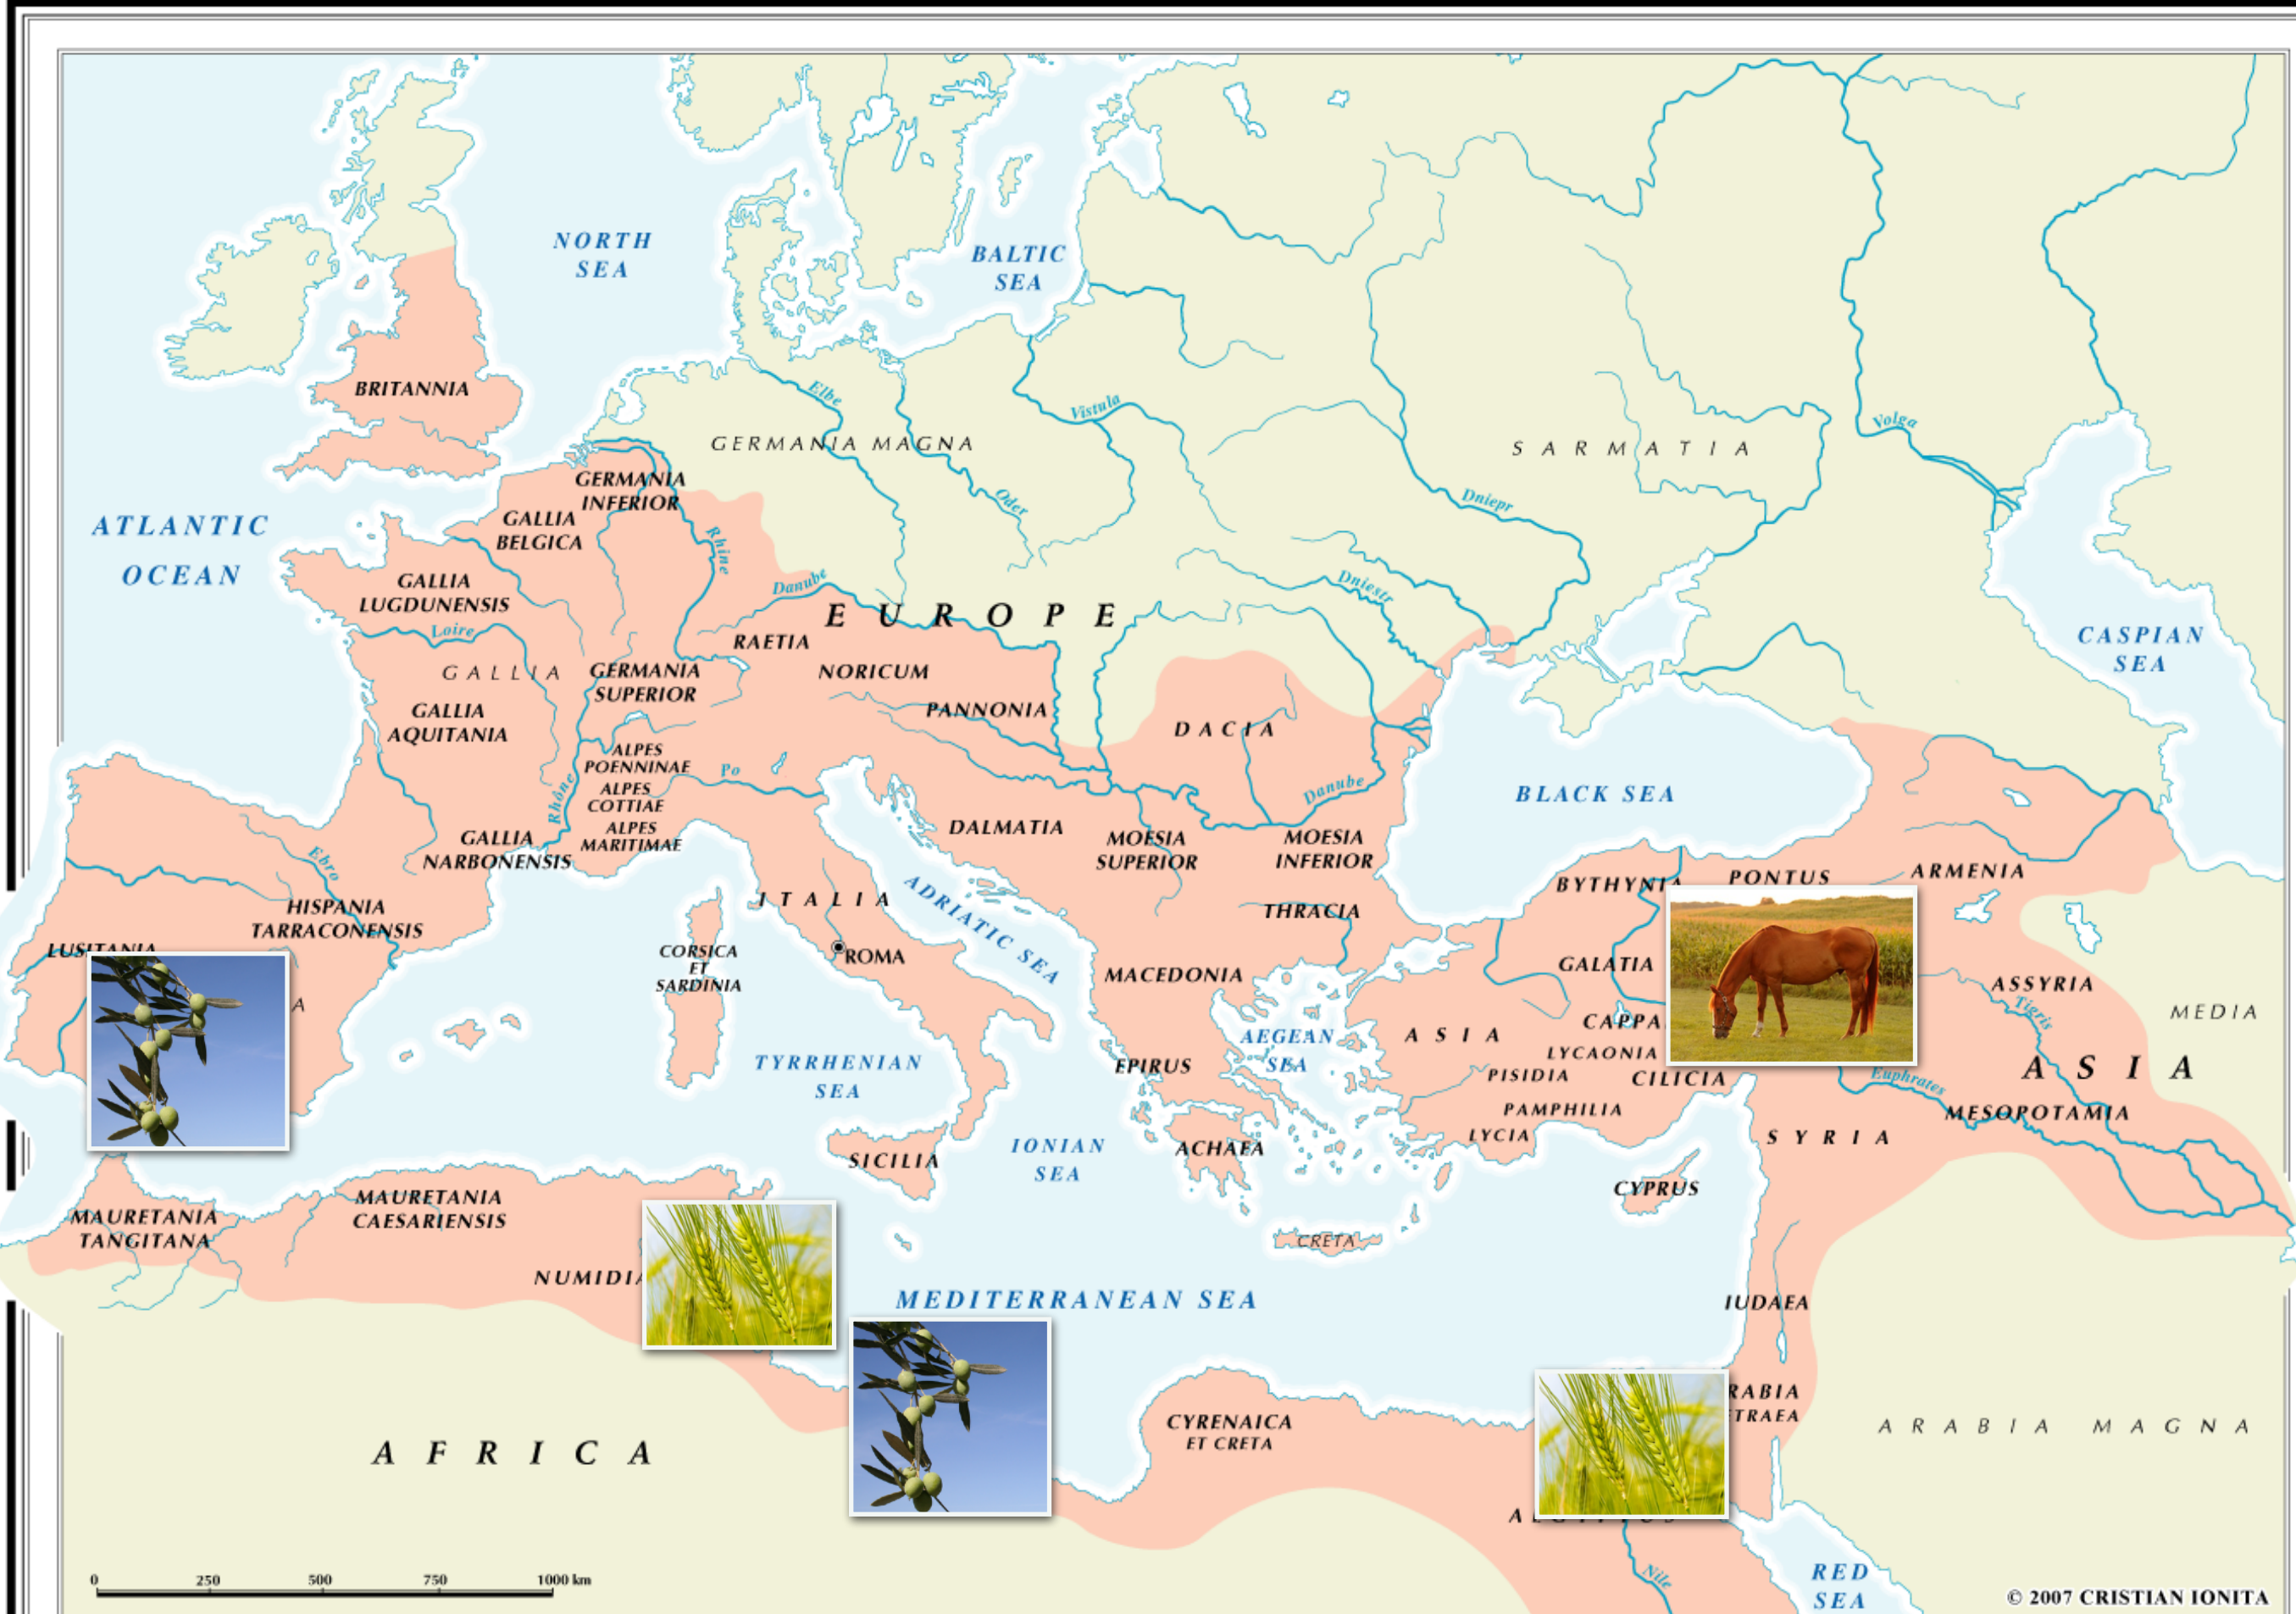 NORTH
SEA
BALTIC
SEA
BRITANNIA
Elbe
Vistula
Volga
GERMANIA MAGNA
SARMATIA
GERMANIA
INFERIOR
Oder
Dniepr
GALLIA
BELGICA
ATLANTIC
OCEAN
Rhine
GALLIA
LUGDUNENSIS
Danube
Dniestr
EUROPE
Loire
RAETIA
CASPIAN
SEA
GALLIA
GERMANIA
SUPERIOR
NORICUM
GALLIA
AQUITANIA
PANNONIA
DACIA
ALPES
POENNINAE
Po
ALPES
COTTIAE
Rhône
Danube
BLACK SEA
ALPES
MARITIMAE
GALLIA
NARBONENSIS
DALMATIA
MOESIA
SUPERIOR
MOESIA
INFERIOR
Ebro
ARMENIA
BYTHYNIA
PONTUS
ITALIA
ADRIATIC SEA
HISPANIA
TARRACONENSIS
THRACIA
LUSITANIA
CORSICA
ET
SARDINIA
ROMA
MACEDONIA
GALATIA
ASSYRIA
A
Tigris
MEDIA
CAPPA
ASIA
AEGEAN
SEA
LYCAONIA
TYRRHENIAN
SEA
EPIRUS
PISIDIA
CILICIA
Euphrates
ASIA
PAMPHILIA
MESOPOTAMIA
LYCIA
SYRIA
IONIAN
SEA
ACHAEA
SICILIA
CYPRUS
MAURETANIA
CAESARIENSIS
MAURETANIA
TANGITANA
CRETA
NUMIDIA
MEDITERRANEAN SEA
IUDAEA
RABIA
TRAEA
CYRENAICA
ET CRETA
ARABIA MAGNA
AFRICA
Nile
RED
SEA
0 250 500 750 1000 km
© 2007 CRISTIAN IONITA